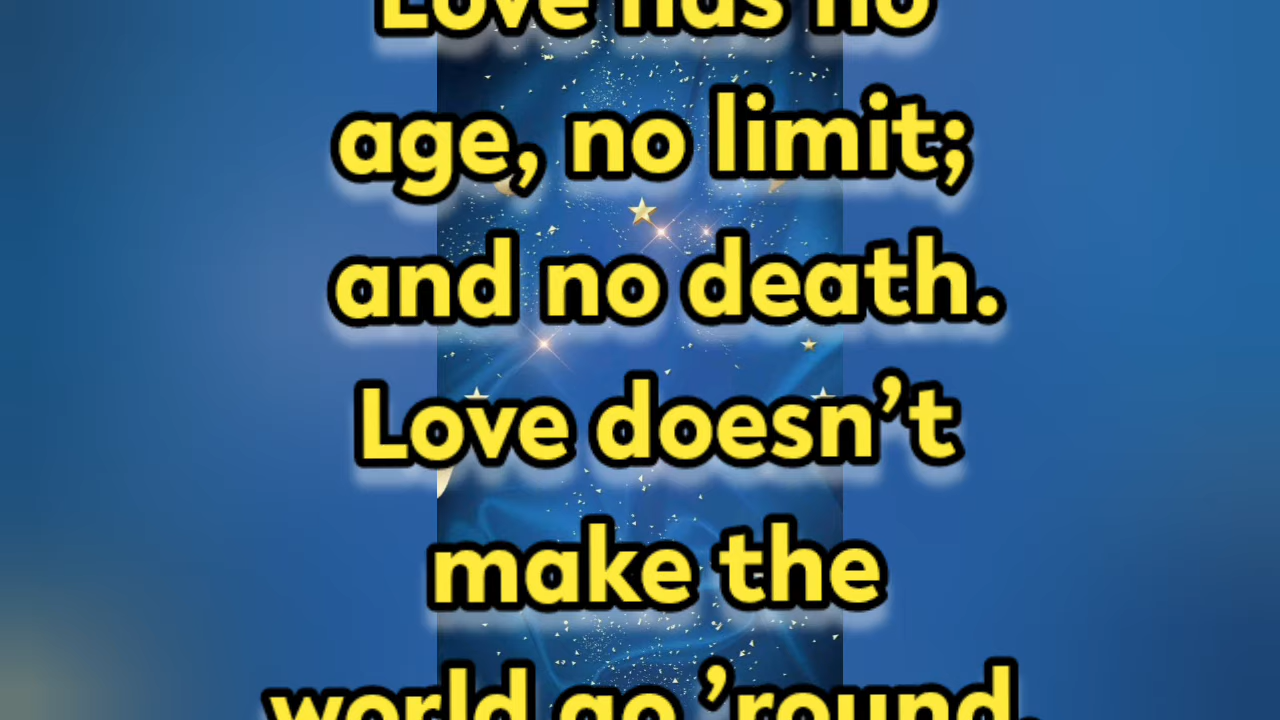 Love has no
age, no limit;
and no death.
Love doesn’t
make the
world go ’round.